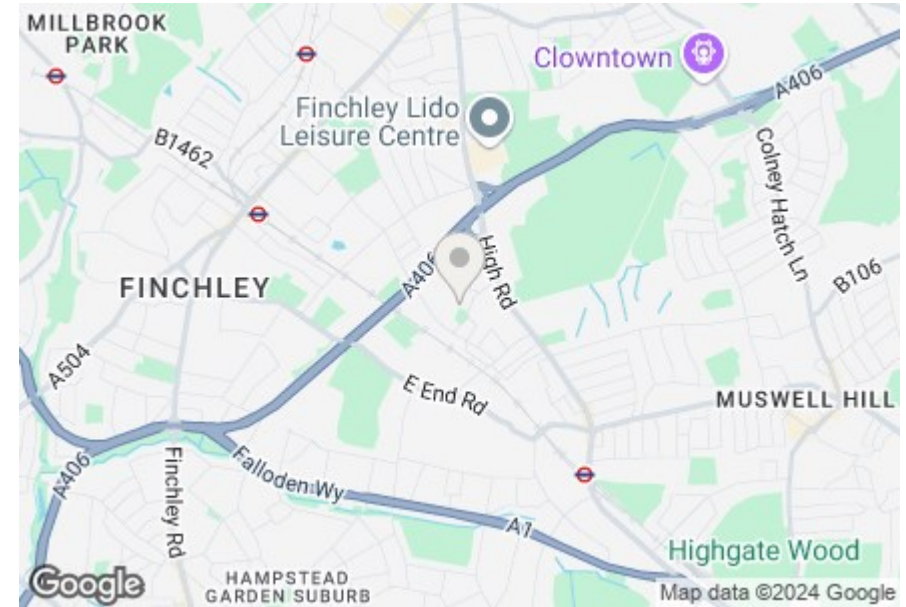 MILLBROOK
PARK
Clowntown
A406
Finchley Lido
Leisure Centre
B1462
Colney Hatch Ln
High Rd
A406
B106
FINCHLEY
A504
E End Rd
MUSWELL HILL
A406
Finchley Rd
Falloden Wy
A1
Highgate Wood
HAMPSTEAD
GARDEN SUBURB
Google
Map data ©2024 Google